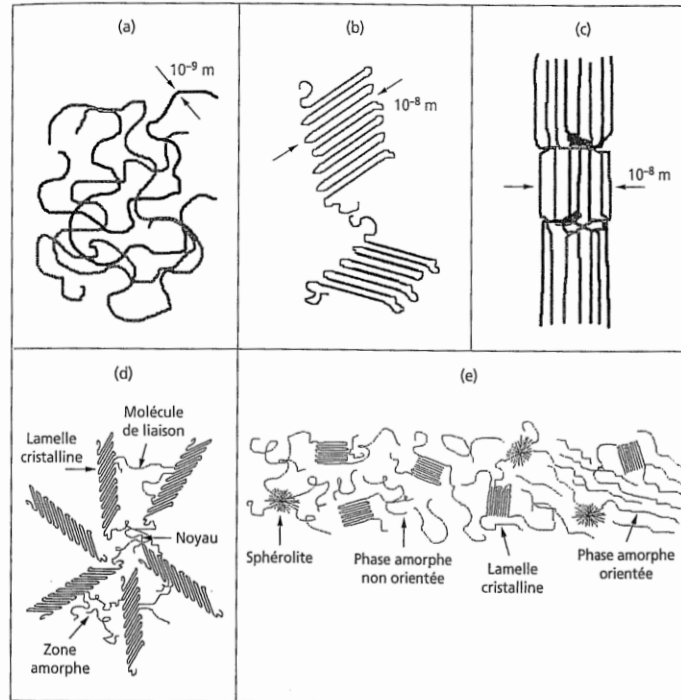 (a)
10⁻⁹ m
(b)
10⁻⁸ m
(c)
10⁻⁸ m
(d)
Lamelle
cristalline
Molécule
de liaison
Noyau
Zone
amorphe
(e)
Sphérolite
Phase amorphe
non orientée
Lamelle
cristalline
Phase amorphe
orientée